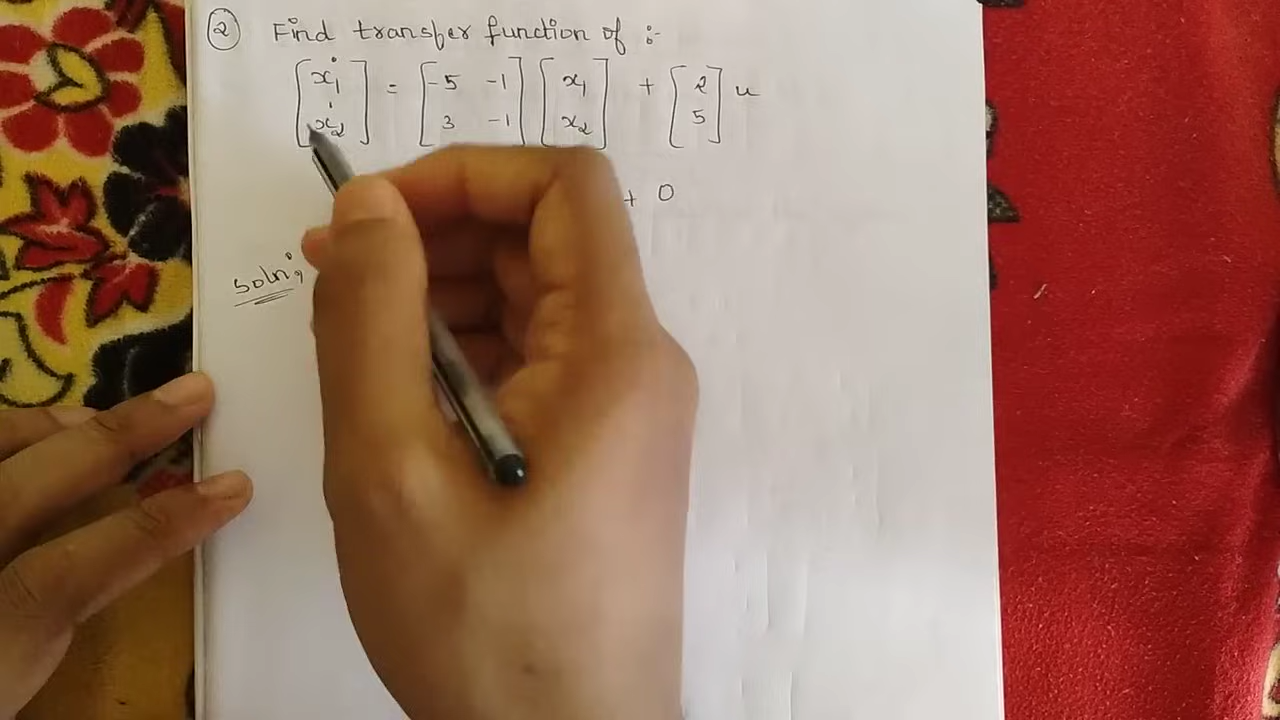 ② Find transfer function of :-
[ẋ1 ẋ2] = [-5 -1 3 -1] [x1 x2] + [2 5] u
+ 0
Soln;